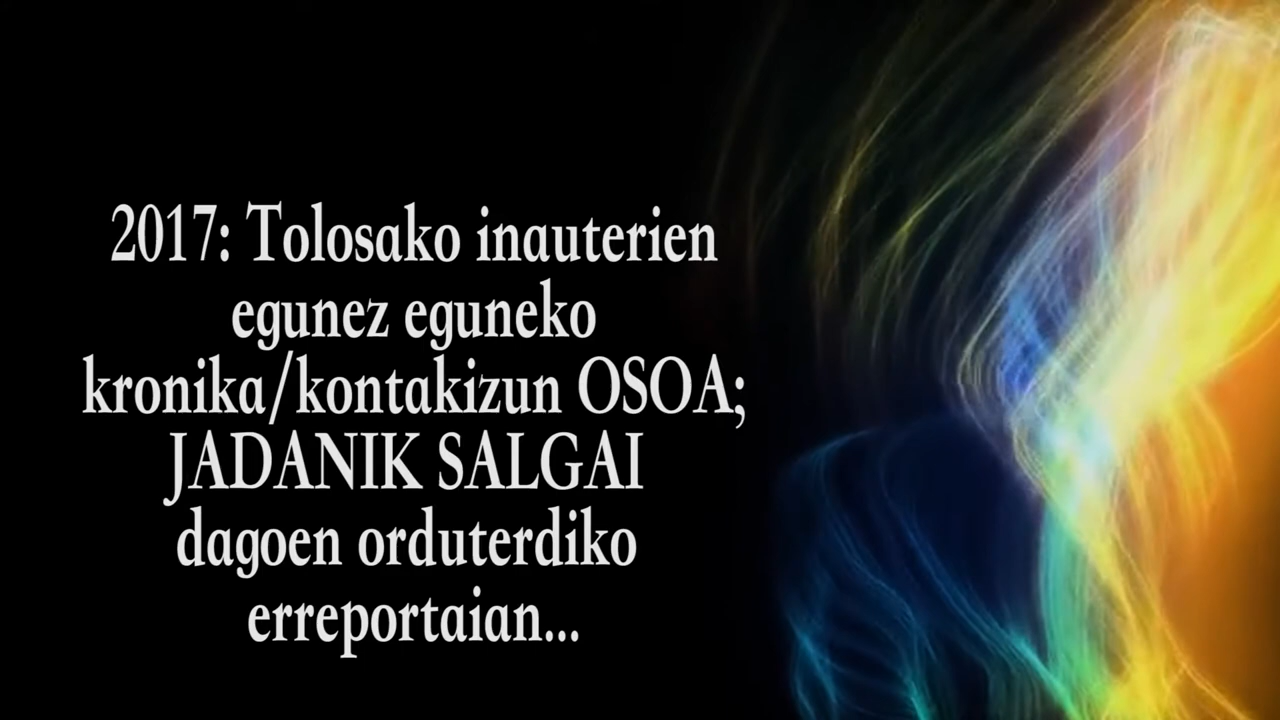 2017: Tolosako inauterien
egunez eguneko
kronika/kontakizun OSOA;
JADANIK SALGAI
dagoen orduterdiko
erreportaian...